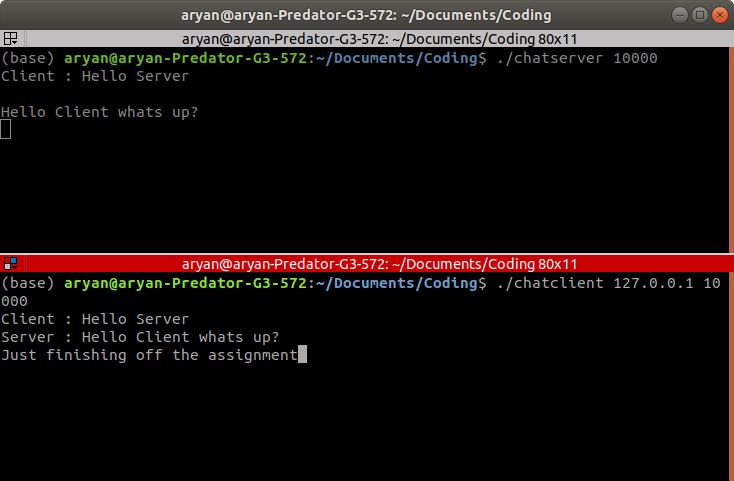 aryan@aryan-Predator-G3-572: ~/Documents/Coding
aryan@aryan-Predator-G3-572: ~/Documents/Coding 80x11
(base) aryan@aryan-Predator-G3-572:~/Documents/Coding$ ./chatserver 10000
Client : Hello Server
Hello Client whats up?
aryan@aryan-Predator-G3-572: ~/Documents/Coding 80x11
(base) aryan@aryan-Predator-G3-572:~/Documents/Coding$ ./chatclient 127.0.0.1 10
000
Client : Hello Server
Server : Hello Client whats up?
Just finishing off the assignment